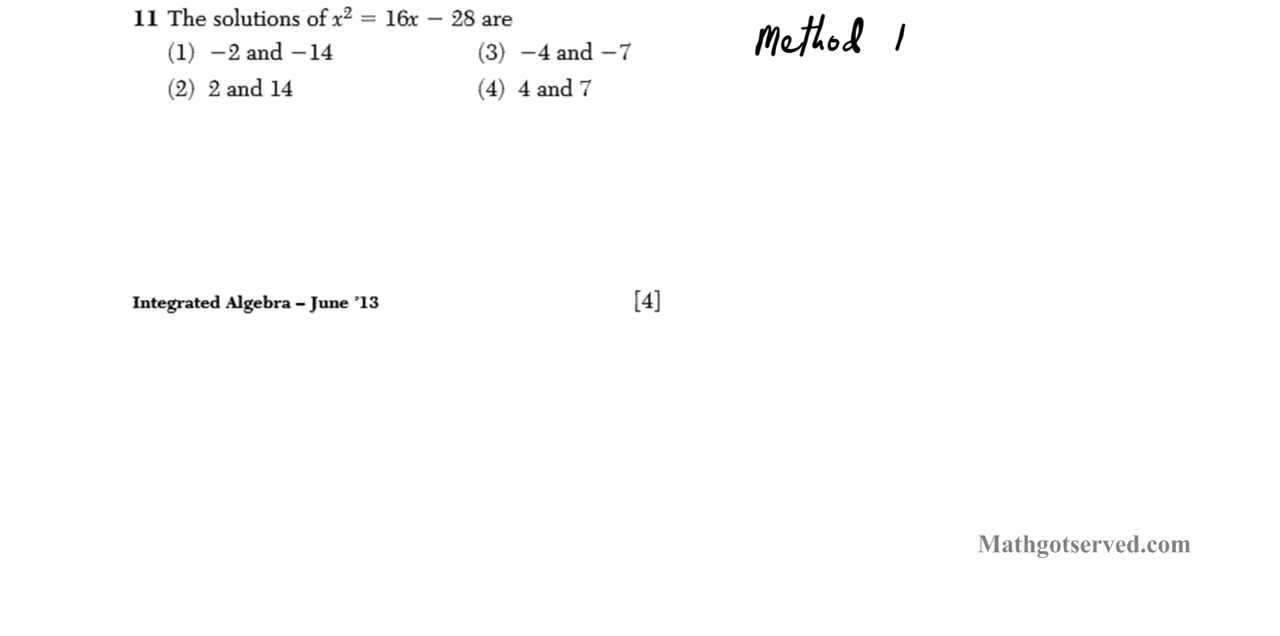 11 The solutions of x² = 16x − 28 are
(1) −2 and −14 (3) −4 and −7
(2) 2 and 14 (4) 4 and 7
Method 1
Integrated Algebra – June ’13 [4]
Mathgotserved.com